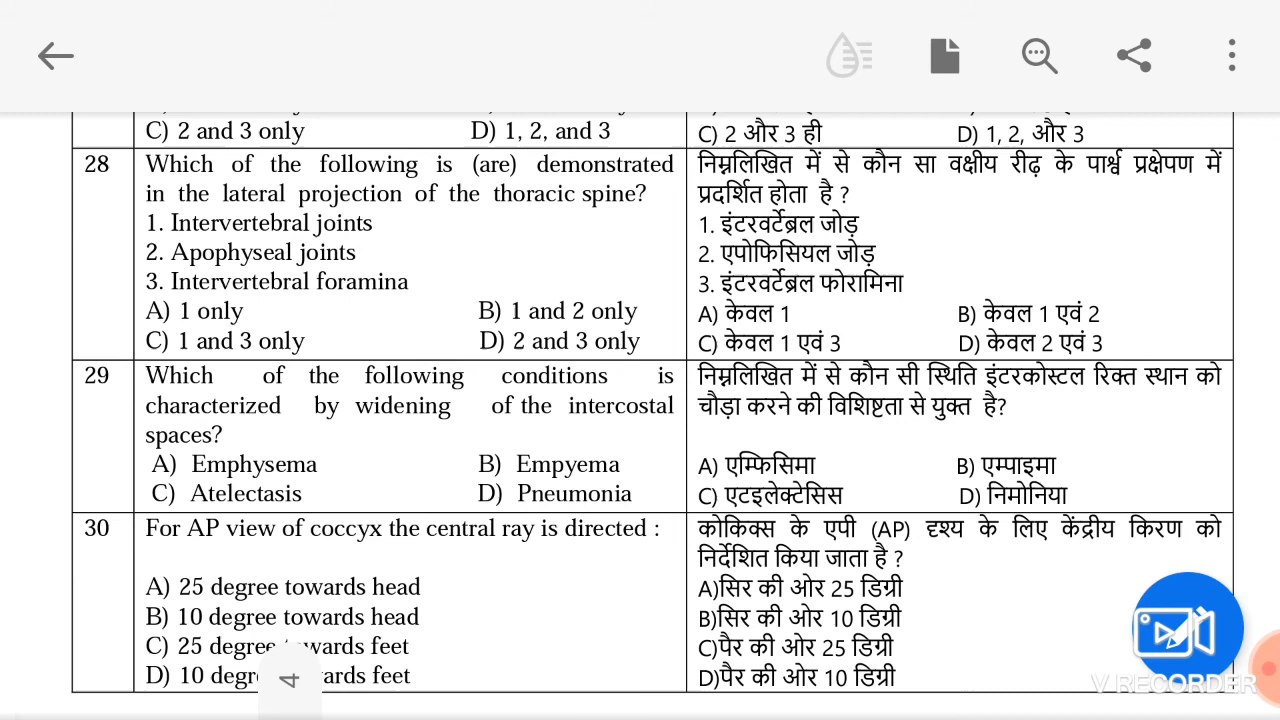 C) 2 and 3 only D) 1, 2, and 3
C) 2 और 3 ही D) 1, 2, और 3
28
Which of the following is (are) demonstrated
in the lateral projection of the thoracic spine?
1. Intervertebral joints
2. Apophyseal joints
3. Intervertebral foramina
A) 1 only B) 1 and 2 only
C) 1 and 3 only D) 2 and 3 only
निम्नलिखित में से कौन सा वक्षीय रीढ़ के पार्श्व प्रक्षेपण में
प्रदर्शित होता है ?
1. इंटरवर्टेब्रल जोड़
2. एपोफिसियल जोड़
3. इंटरवर्टेब्रल फोरामिना
A) केवल 1 B) केवल 1 एवं 2
C) केवल 1 एवं 3 D) केवल 2 एवं 3
29
Which of the following conditions is
characterized by widening of the intercostal
spaces?
A) Emphysema B) Empyema
C) Atelectasis D) Pneumonia
निम्नलिखित में से कौन सी स्थिति इंटरकोस्टल रिक्त स्थान को
चौड़ा करने की विशिष्टता से युक्त है?
A) एम्फिसिमा B) एम्पाइमा
C) एटइलेक्टेसिस D) निमोनिया
30
For AP view of coccyx the central ray is directed :
A) 25 degree towards head
B) 10 degree towards head
C) 25 degree towards feet
D) 10 feet
कोकिक्स के एपी (AP) दृश्य के लिए केंद्रीय किरण को
निर्देशित किया जाता है ?
A)सिर की ओर 25 डिग्री
B)सिर की ओर 10 डिग्री
C)पैर की ओर 25 डिग्री
D)पैर की ओर 10 डिग्री
4
V RECORDER